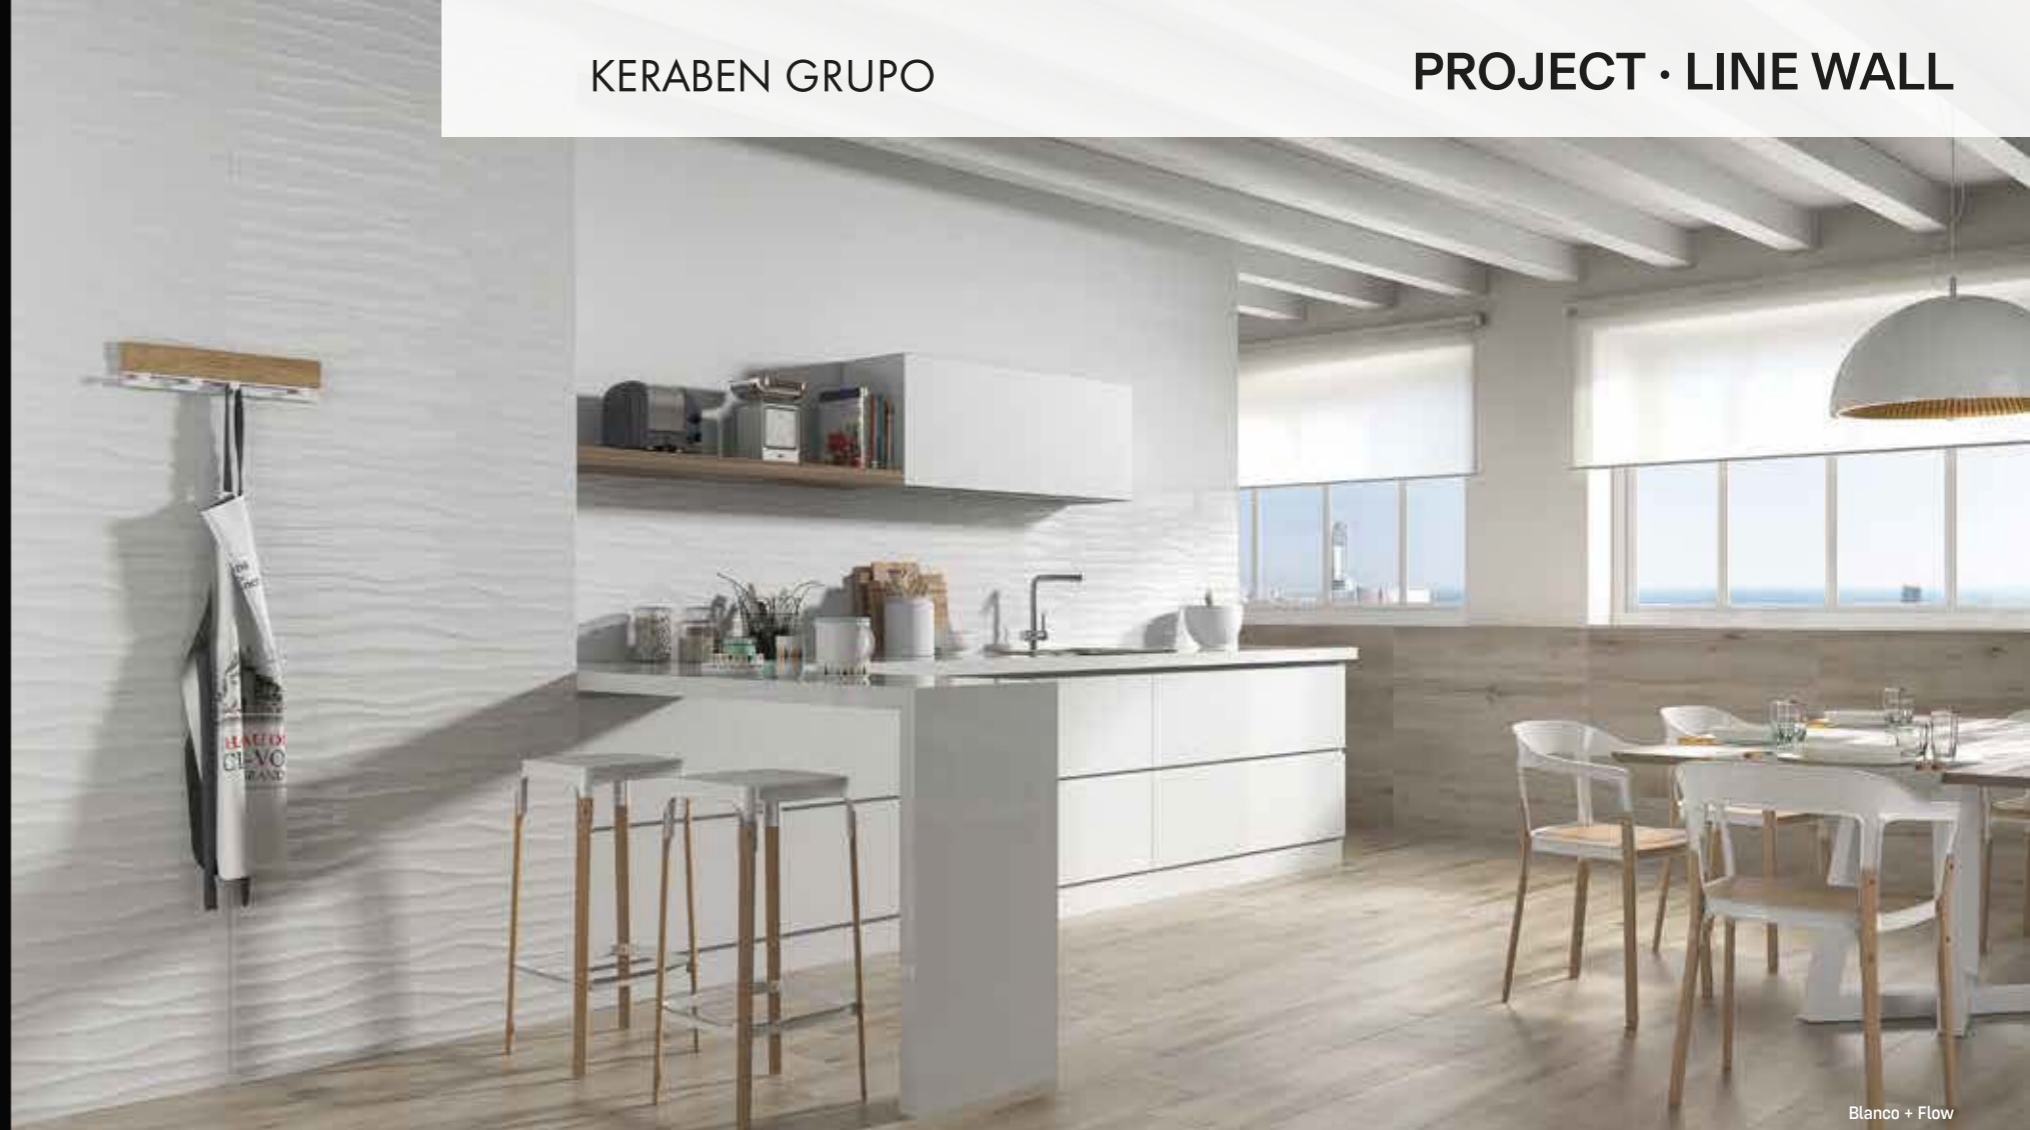 KERABEN GRUPO
PROJECT · LINE WALL
Blanco + Flow